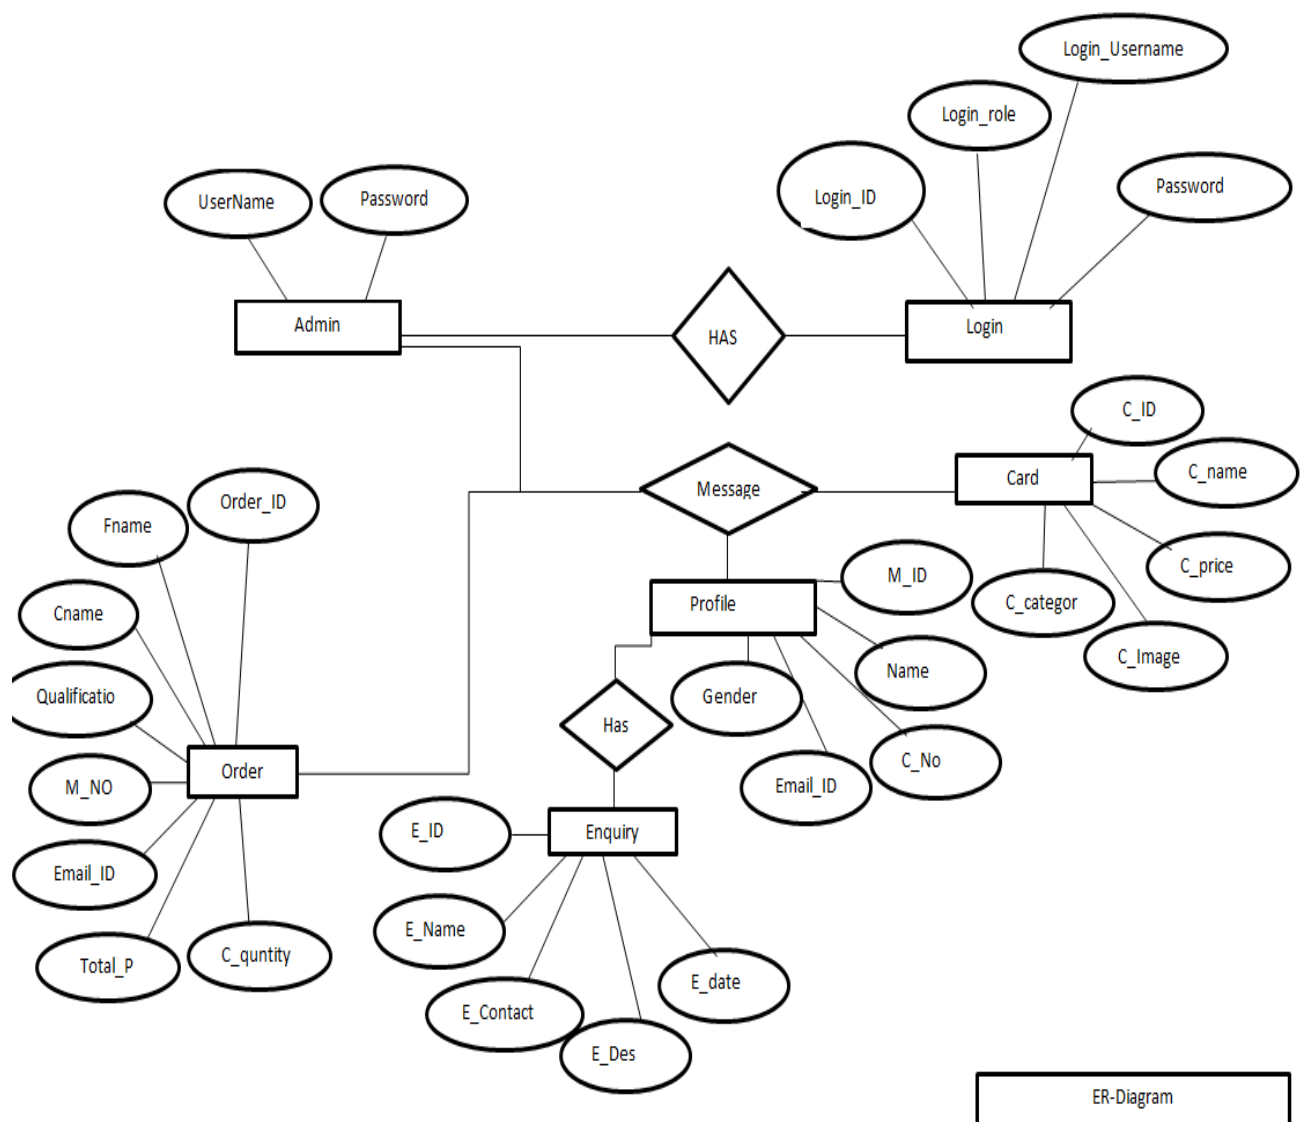 Login_Username
Login_role
Login_ID
Password
UserName
Password
Admin
HAS
Login
C_ID
Message
Card
C_name
Order_ID
Fname
C_price
M_ID
Profile
C_categor
Cname
C_Image
Name
Gender
Qualificatio
Has
C_No
Order
M_NO
Email_ID
E_ID
Enquiry
Email_ID
E_Name
C_quntity
Total_P
E_date
E_Contact
E_Des
ER-Diagram